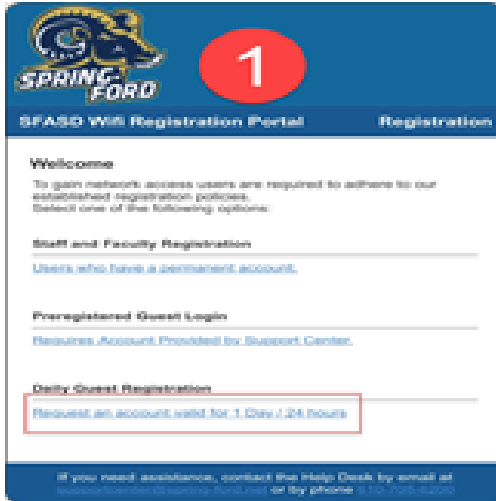 SPRING-
FORD
1
SFASD Wifi Registration Portal
Registration
Welcome
To gain network access users are required to adhere to our
established registration policies.
Select one of the following options:
Staff and Faculty Registration
Users who have a permanent account.
Preregistered Guest Login
Requires Account Provided by Support Center.
Daily Guest Registration
Request an account valid for 1 Day / 24 hours
If you need assistance, contact the Help Desk by email at
or by phone